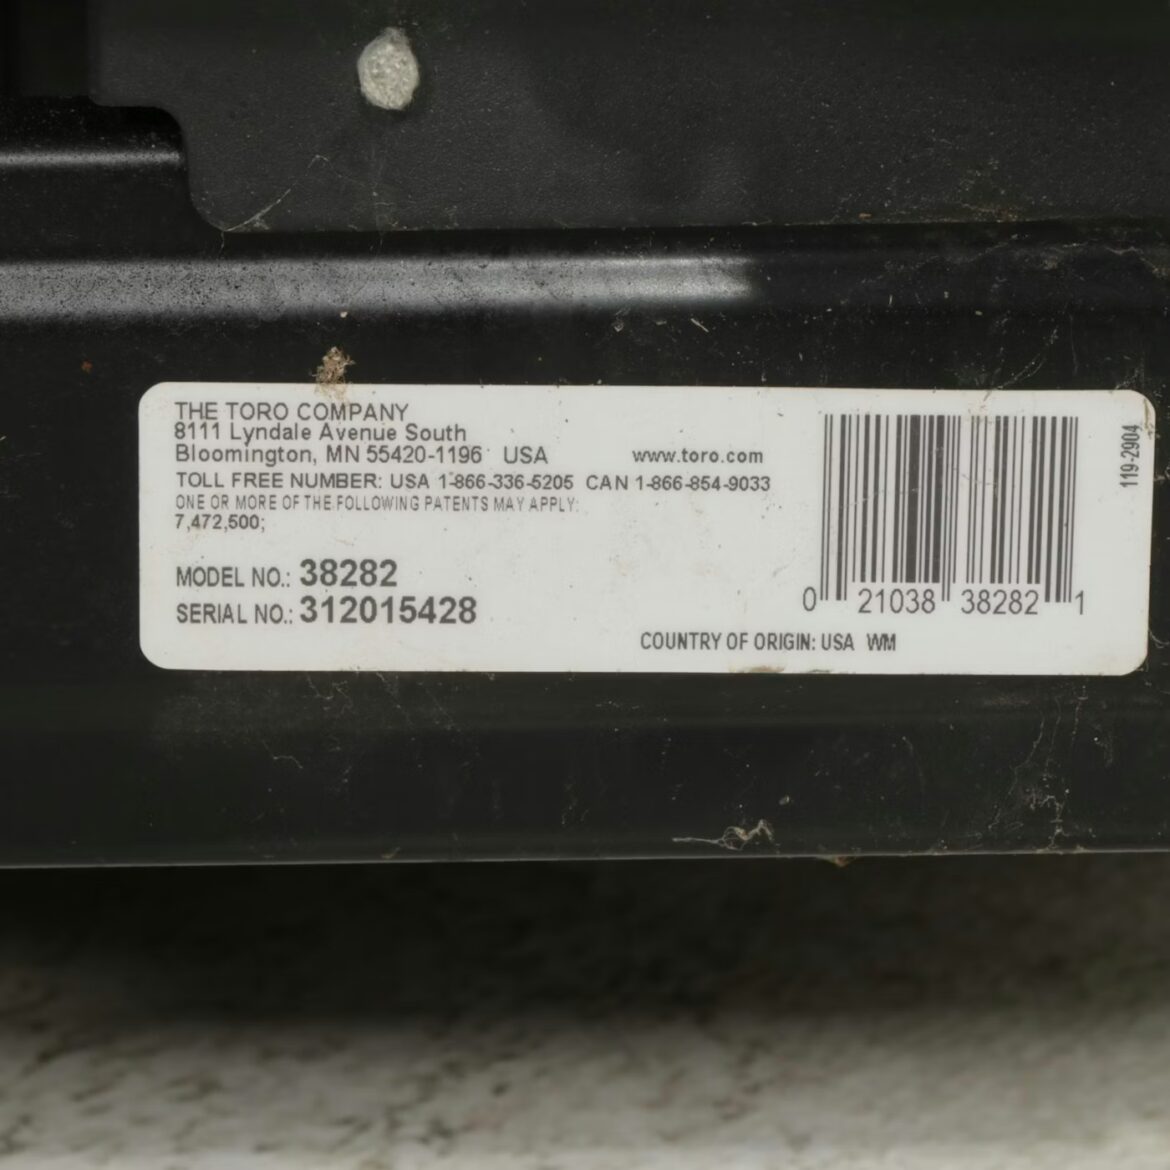 THE TORO COMPANY
8111 Lyndale Avenue South
Bloomington, MN 55420-1196 USA
www.toro.com
TOLL FREE NUMBER: USA 1-866-336-5205 CAN 1-866-854-9033
ONE OR MORE OF THE FOLLOWING PATENTS MAY APPLY:
7,472,500;
MODEL NO.: 38282
SERIAL NO.: 312015428
0 21038 38282 1
119-2904
COUNTRY OF ORIGIN: USA WM